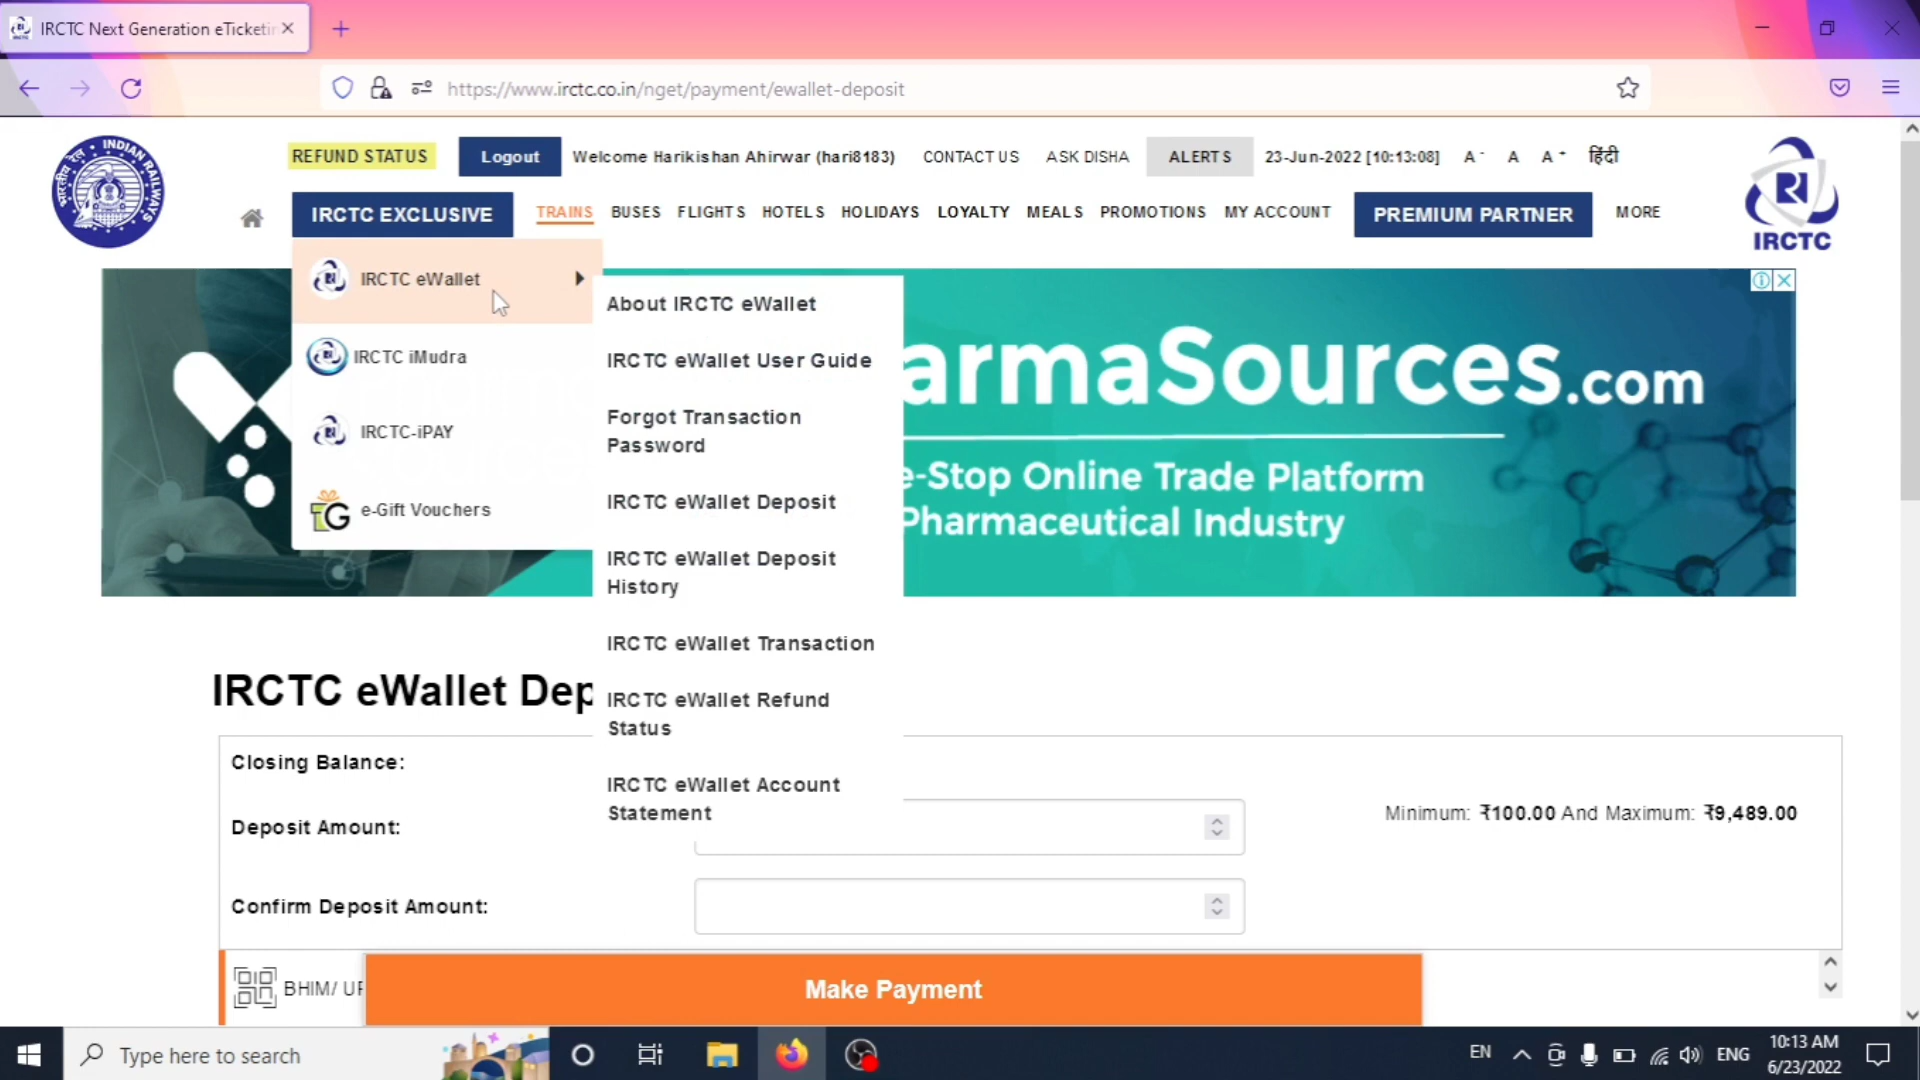 IRCTC Next Generation eTicketin
https://www.irctc.co.in/nget/payment/ewallet-deposit
REFUND STATUS
Logout
Welcome Harikishan Ahirwar (hari8183)
CONTACT US
ASK DISHA
ALERTS
23-Jun-2022 [10:13:08]
A-
A
A+
हिंदी
INDIAN RAILWAYS
भारतीय रेल
IRCTC EXCLUSIVE
TRAINS
BUSES
FLIGHTS
HOTELS
HOLIDAYS
LOYALTY
MEALS
PROMOTIONS
MY ACCOUNT
PREMIUM PARTNER
MORE
IRCTC
IRCTC eWallet
IRCTC iMudra
IRCTC-iPAY
e-Gift Vouchers
About IRCTC eWallet
IRCTC eWallet User Guide
Forgot Transaction
Password
IRCTC eWallet Deposit
IRCTC eWallet Deposit
History
IRCTC eWallet Transaction
IRCTC eWallet Refund
Status
IRCTC eWallet Account
Statement
armaSources.com
e-Stop Online Trade Platform
Pharmaceutical Industry
IRCTC eWallet Dep
Closing Balance:
Deposit Amount:
Minimum: ₹100.00 And Maximum: ₹9,489.00
Confirm Deposit Amount:
BHIM/ UP
Make Payment
Type here to search
EN
ENG
10:13 AM
6/23/2022